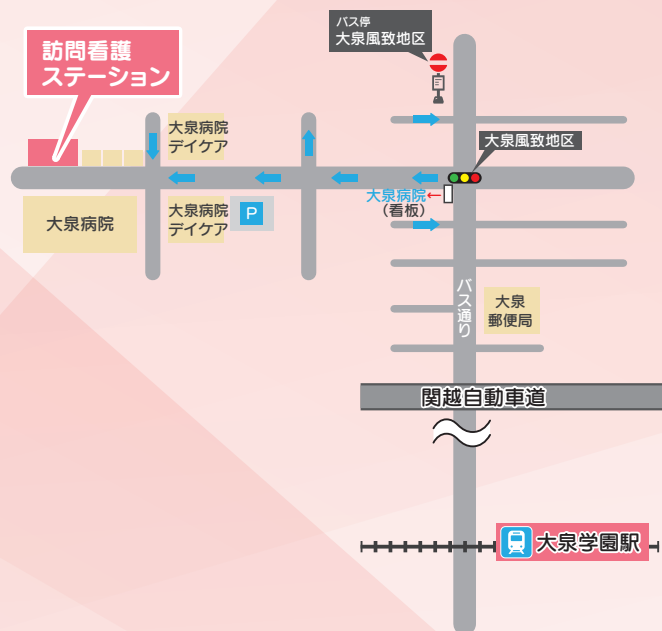 バス停
大泉風致地区
訪問看護
ステーション
大泉病院
デイケア
大泉風致地区
大泉病院←
（看板）
大泉病院
大泉病院
デイケア
P
バス通り
大泉
郵便局
関越自動車道
大泉学園駅